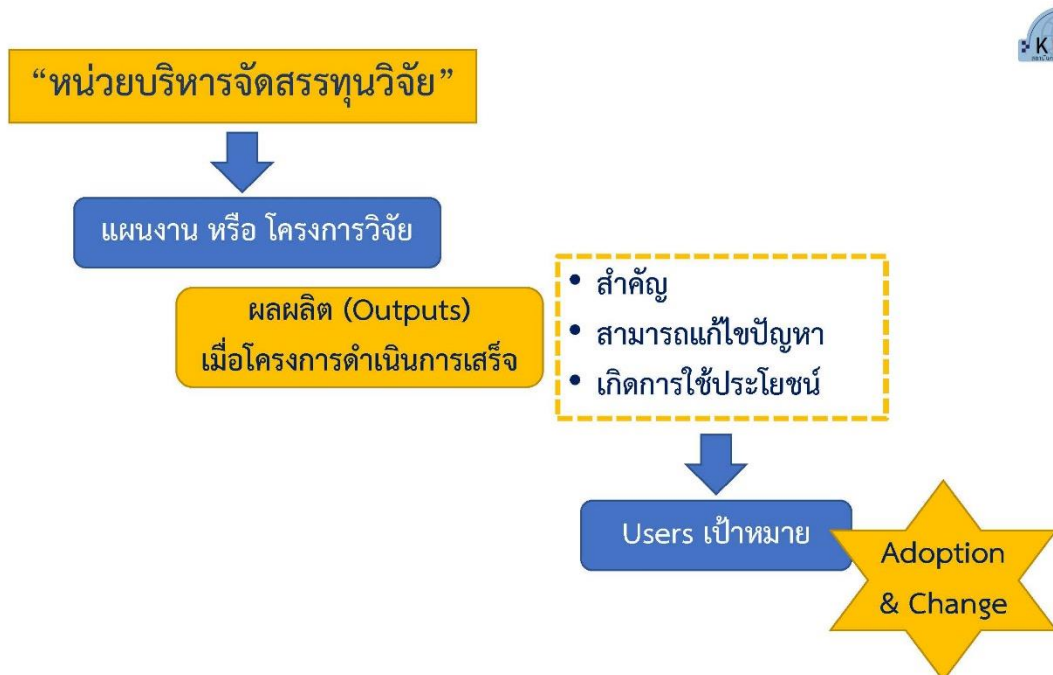 “หน่วยบริหารจัดสรรทุนวิจัย”
แผนงาน หรือ โครงการวิจัย
ผลผลิต (Outputs)
เมื่อโครงการดำเนินการเสร็จ
• สำคัญ
• สามารถแก้ไขปัญหา
• เกิดการใช้ประโยชน์
Users เป้าหมาย
Adoption
& Change
K